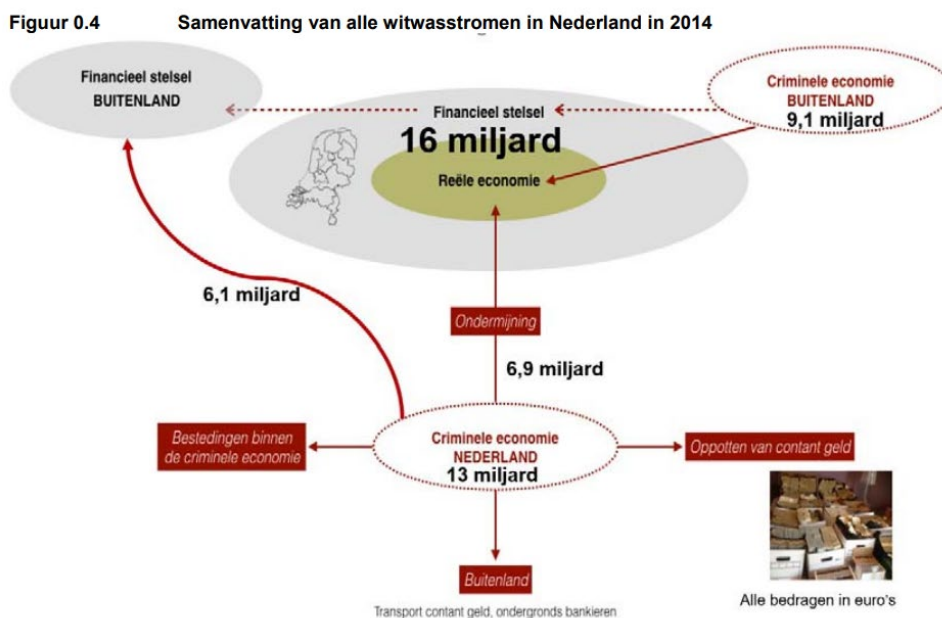 Figuur 0.4 Samenvatting van alle witwasstromen in Nederland in 2014
Financieel stelsel
BUITENLAND
Criminele economie
BUITENLAND
9,1 miljard
Financieel stelsel
16 miljard
Reële economie
6,1 miljard
Ondermijning
6,9 miljard
Bestedingen binnen
de criminele economie
Criminele economie
NEDERLAND
13 miljard
Oppotten van contant geld
Buitenland
Transport contant geld, ondergronds bankieren
Alle bedragen in euro's